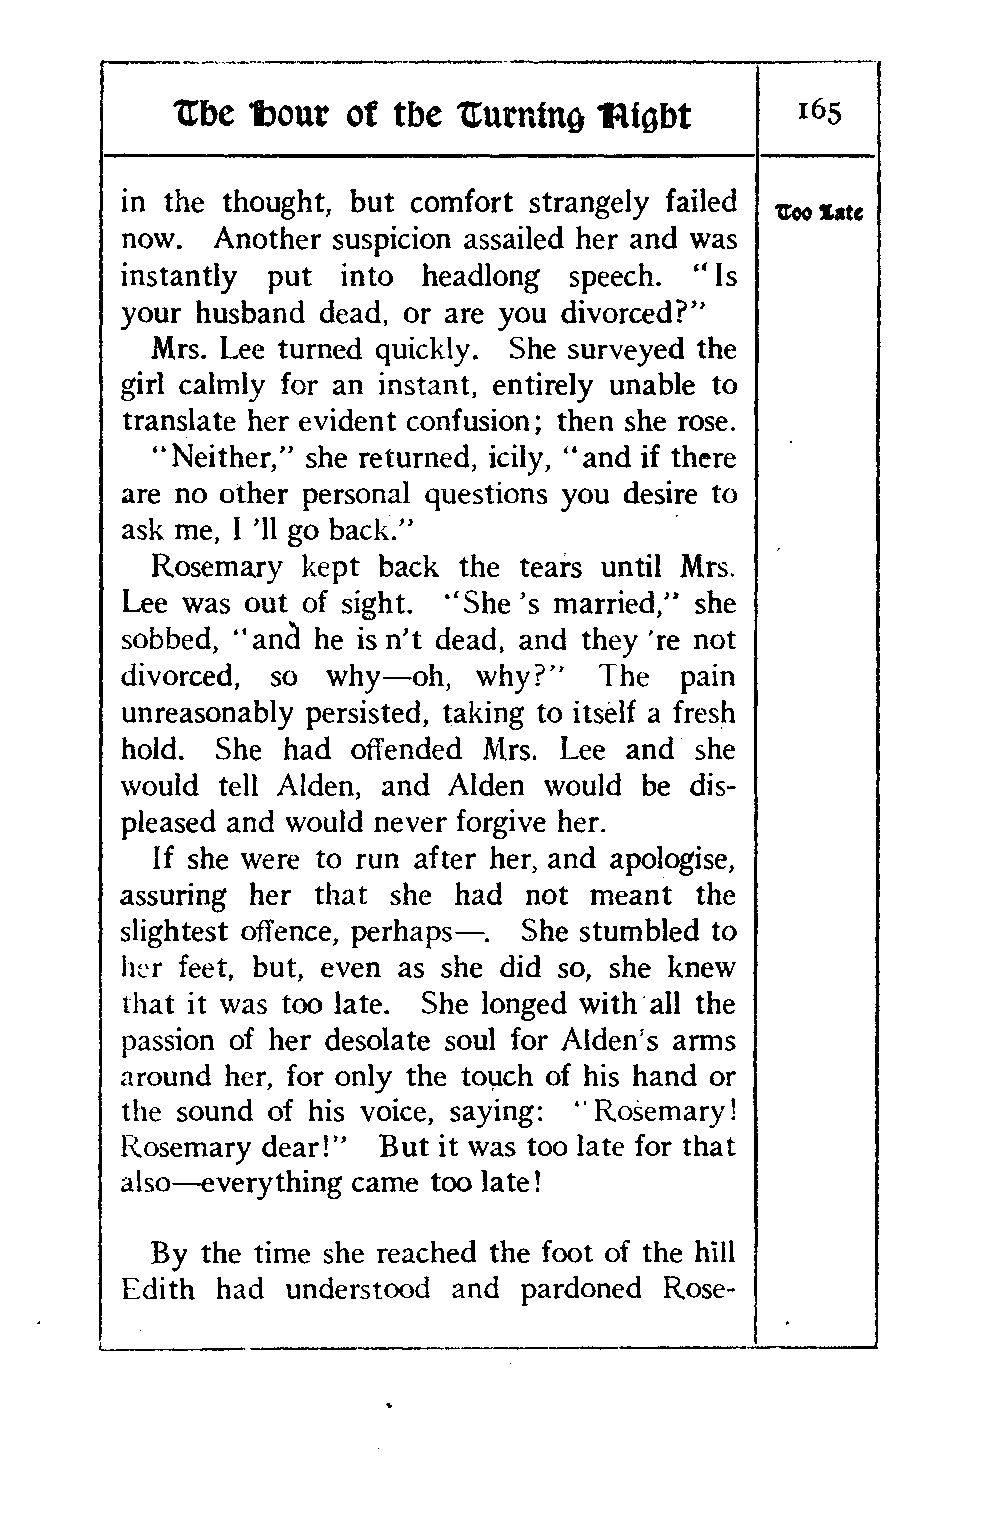 The Hour of the Turning Night 165
Too Late
in the thought, but comfort strangely failed
now. Another suspicion assailed her and was
instantly put into headlong speech. "Is
your husband dead, or are you divorced?"
Mrs. Lee turned quickly. She surveyed the
girl calmly for an instant, entirely unable to
translate her evident confusion; then she rose.
"Neither," she returned, icily, "and if there
are no other personal questions you desire to
ask me, I 'll go back."
Rosemary kept back the tears until Mrs.
Lee was out of sight. "She 's married," she
sobbed, "and he is n't dead, and they 're not
divorced, so why—oh, why?" The pain
unreasonably persisted, taking to itself a fresh
hold. She had offended Mrs. Lee and she
would tell Alden, and Alden would be dis-
pleased and would never forgive her.
If she were to run after her, and apologise,
assuring her that she had not meant the
slightest offence, perhaps—. She stumbled to
her feet, but, even as she did so, she knew
that it was too late. She longed with all the
passion of her desolate soul for Alden's arms
around her, for only the touch of his hand or
the sound of his voice, saying: "Rosemary!
Rosemary dear!" But it was too late for that
also—everything came too late!
By the time she reached the foot of the hill
Edith had understood and pardoned Rose-